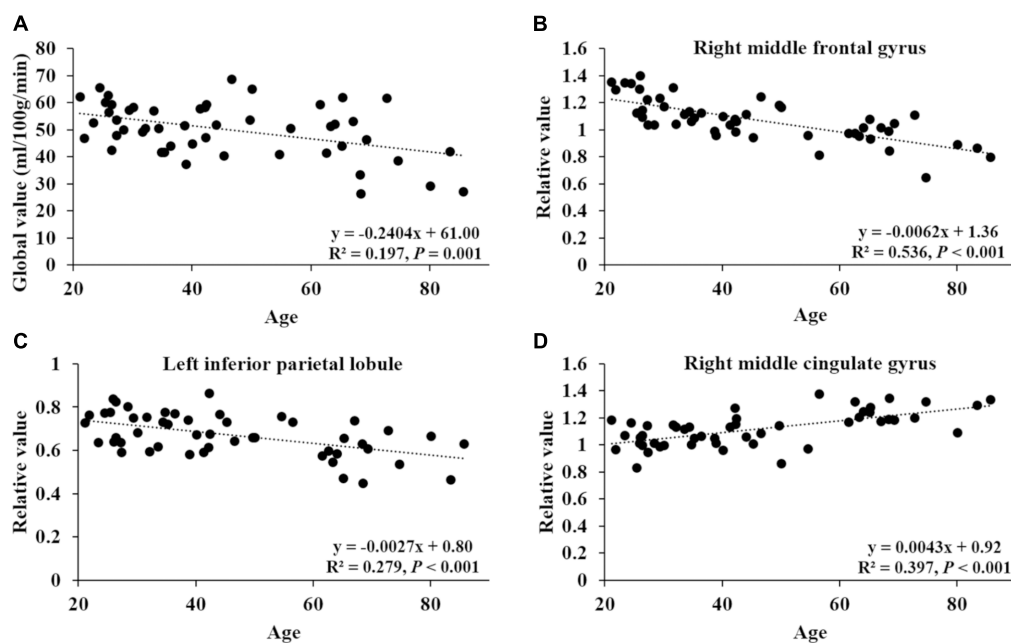 A
Global value (ml/100g/min)
80
70
60
50
40
30
20
10
0
y = -0.2404x + 61.00
R² = 0.197, P = 0.001
20 40 60 80
Age
B
Right middle frontal gyrus
Relative value
1.6
1.4
1.2
1
0.8
0.6
0.4
0.2
0
y = -0.0062x + 1.36
R² = 0.536, P < 0.001
20 40 60 80
Age
C
Left inferior parietal lobule
Relative value
1
0.8
0.6
0.4
0.2
0
y = -0.0027x + 0.80
R² = 0.279, P < 0.001
20 40 60 80
Age
D
Right middle cingulate gyrus
Relative value
1.6
1.4
1.2
1
0.8
0.6
0.4
0.2
0
y = 0.0043x + 0.92
R² = 0.397, P < 0.001
20 40 60 80
Age